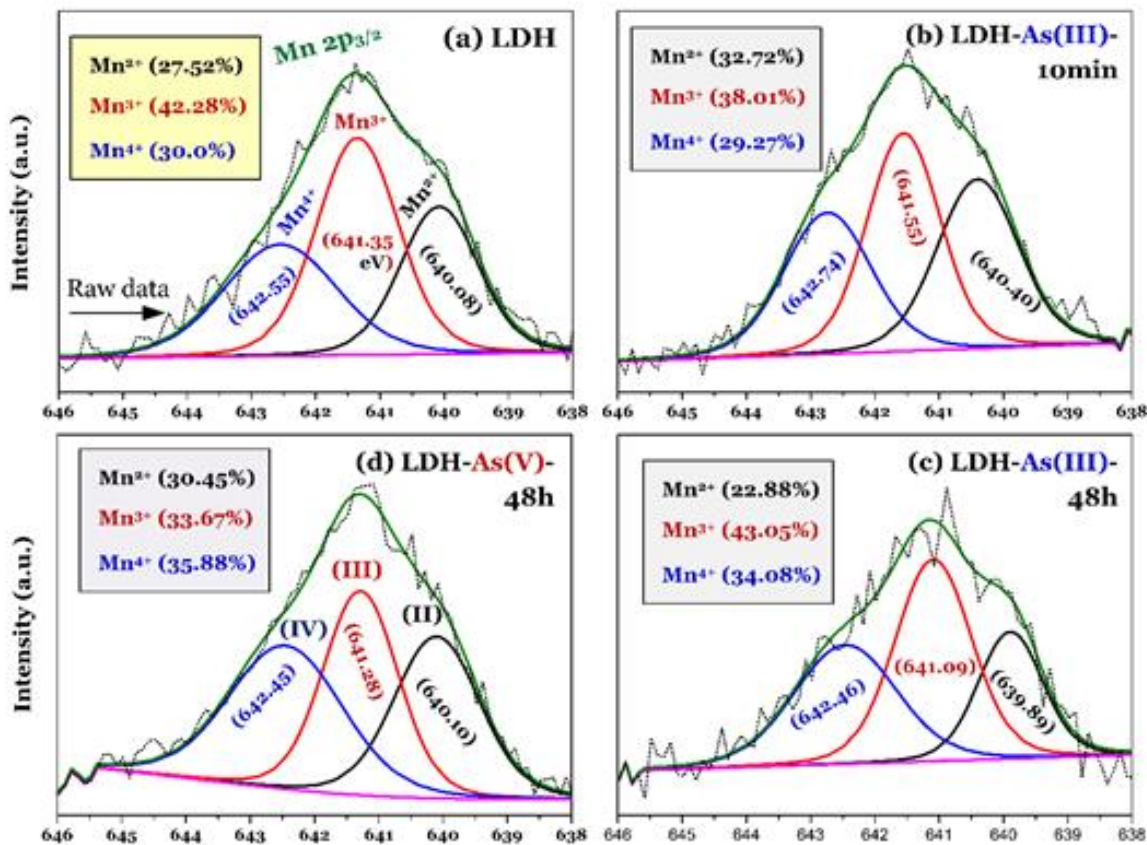 (a) LDH
Mn 2p₃/₂
Mn²⁺ (27.52%)
Mn³⁺ (42.28%)
Mn⁴⁺ (30.0%)
Mn³⁺
Mn⁴⁺
Mn²⁺
(642.55)
(641.35
eV)
(640.08)
Raw data
Intensity (a.u.)
646 645 644 643 642 641 640 639 638
(b) LDH-As(III)-
10min
Mn²⁺ (32.72%)
Mn³⁺ (38.01%)
Mn⁴⁺ (29.27%)
(642.74)
(641.55)
(640.40)
646 645 644 643 642 641 640 639 638
(d) LDH-As(V)-
48h
Mn²⁺ (30.45%)
Mn³⁺ (33.67%)
Mn⁴⁺ (35.88%)
(IV)
(III)
(II)
(642.45)
(641.28)
(640.10)
Intensity (a.u.)
646 645 644 643 642 641 640 639 638
(c) LDH-As(III)-
48h
Mn²⁺ (22.88%)
Mn³⁺ (43.05%)
Mn⁴⁺ (34.08%)
(642.46)
(641.09)
(639.89)
646 645 644 643 642 641 640 639 638